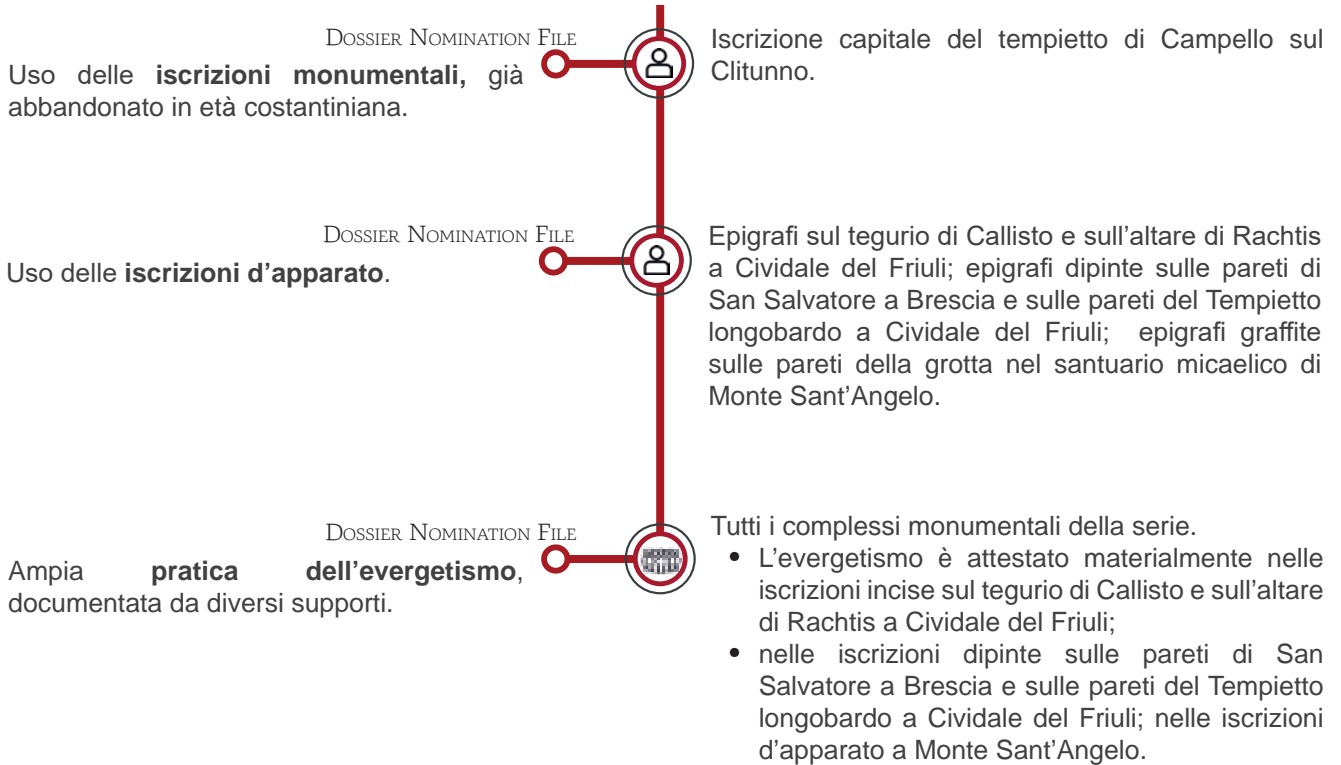 DOSSIER NOMINATION FILE
Uso delle iscrizioni monumentali, già
abbandonato in età costantiniana.
Iscrizione capitale del tempietto di Campello sul
Clitunno.
DOSSIER NOMINATION FILE
Uso delle iscrizioni d'apparato.
Epigrafi sul tegurio di Callisto e sull'altare di Rachtis
a Cividale del Friuli; epigrafi dipinte sulle pareti di
San Salvatore a Brescia e sulle pareti del Tempietto
longobardo a Cividale del Friuli; epigrafi graffite
sulle pareti della grotta nel santuario micaelico di
Monte Sant'Angelo.
DOSSIER NOMINATION FILE
Ampia pratica dell'evergetismo,
documentata da diversi supporti.
Tutti i complessi monumentali della serie.
• L'evergetismo è attestato materialmente nelle
iscrizioni incise sul tegurio di Callisto e sull'altare
di Rachtis a Cividale del Friuli;
• nelle iscrizioni dipinte sulle pareti di San
Salvatore a Brescia e sulle pareti del Tempietto
longobardo a Cividale del Friuli; nelle iscrizioni
d'apparato a Monte Sant'Angelo.